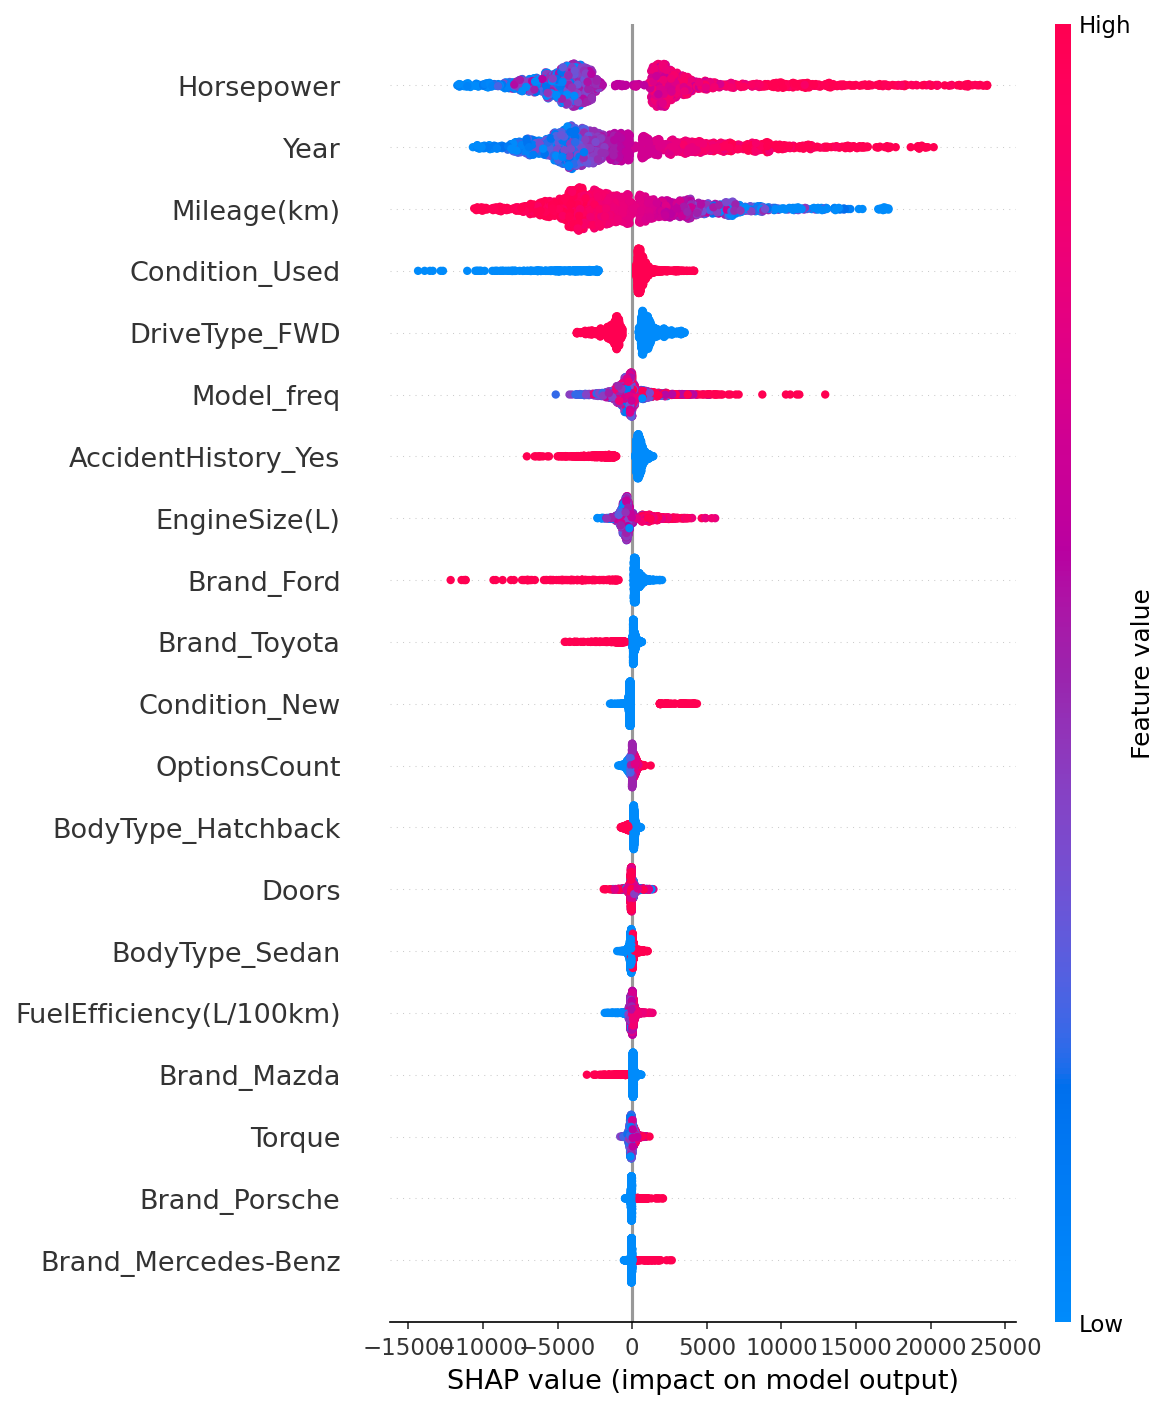 High
Horsepower
Year
Mileage(km)
Condition_Used
DriveType_FWD
Model_freq
AccidentHistory_Yes
EngineSize(L)
Brand_Ford
Brand_Toyota
Condition_New
OptionsCount
BodyType_Hatchback
Doors
BodyType_Sedan
FuelEfficiency(L/100km)
Brand_Mazda
Torque
Brand_Porsche
Brand_Mercedes-Benz
Feature value
Low
−15000 −10000 −5000 0 5000 10000 15000 20000 25000
SHAP value (impact on model output)